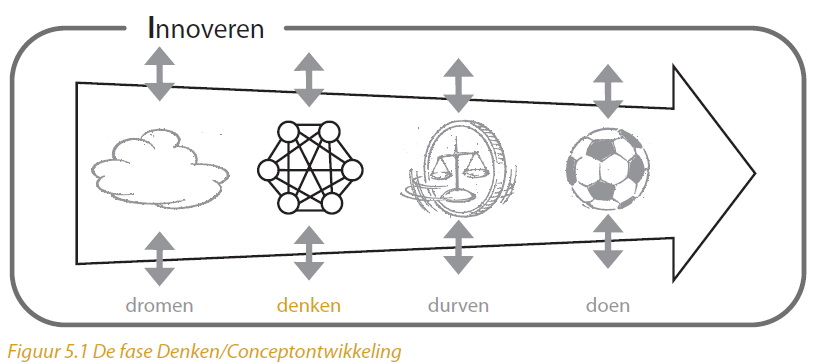 Innoveren
dromen denken durven doen
Figuur 5.1 De fase Denken/Conceptontwikkeling